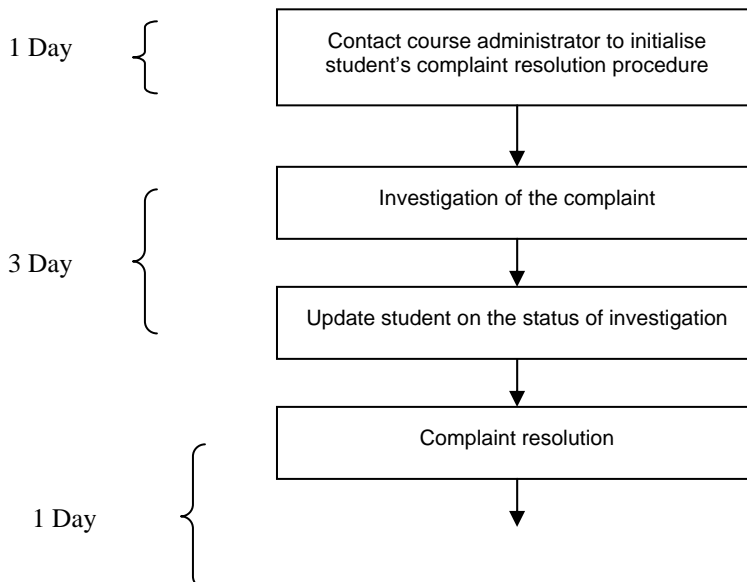 1 Day
Contact course administrator to initialise
student’s complaint resolution procedure
Investigation of the complaint
3 Day
Update student on the status of investigation
Complaint resolution
1 Day